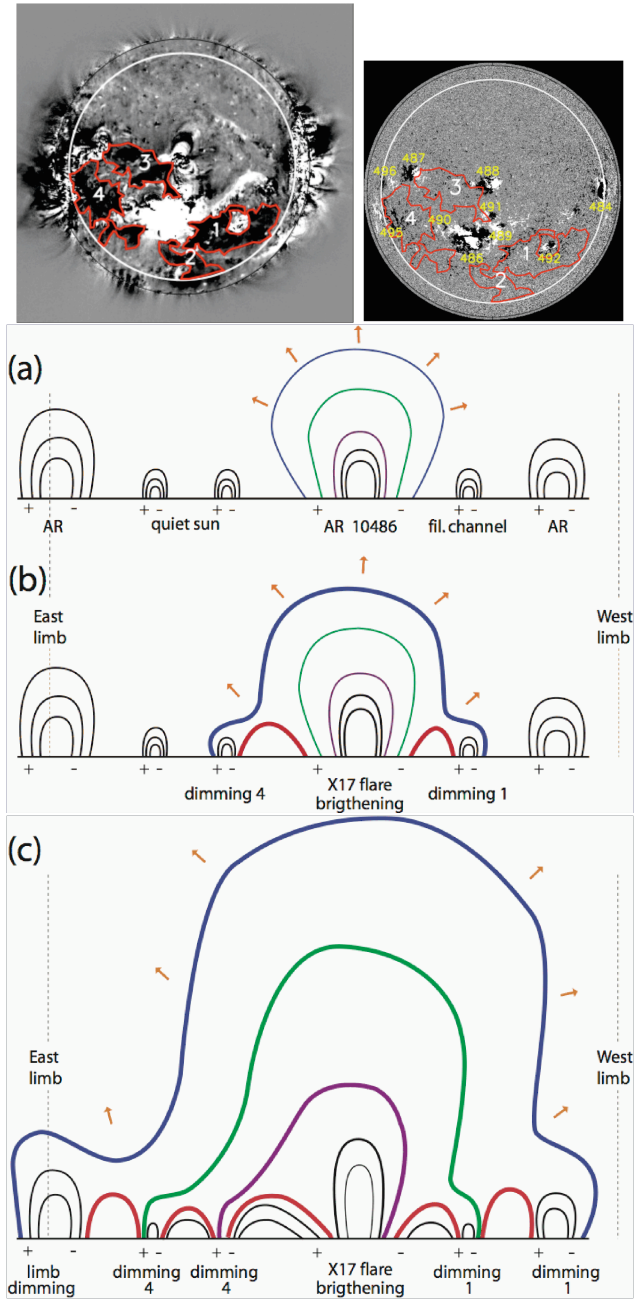 3
4
1
2
487
496
488
3
484
491
4
490
495
489
486
1
492
2
(a)
+ - + - + - + - + - + -
AR quiet sun AR 10486 fil. channel AR
(b)
East
limb
West
limb
+ - + - + - + - + - + -
dimming 4
X17 flare
brigthening
dimming 1
(c)
East
limb
West
limb
+ - + - + - + - + - + -
limb
dimming
dimming
4
dimming
4
X17 flare
brigthening
dimming
1
dimming
1